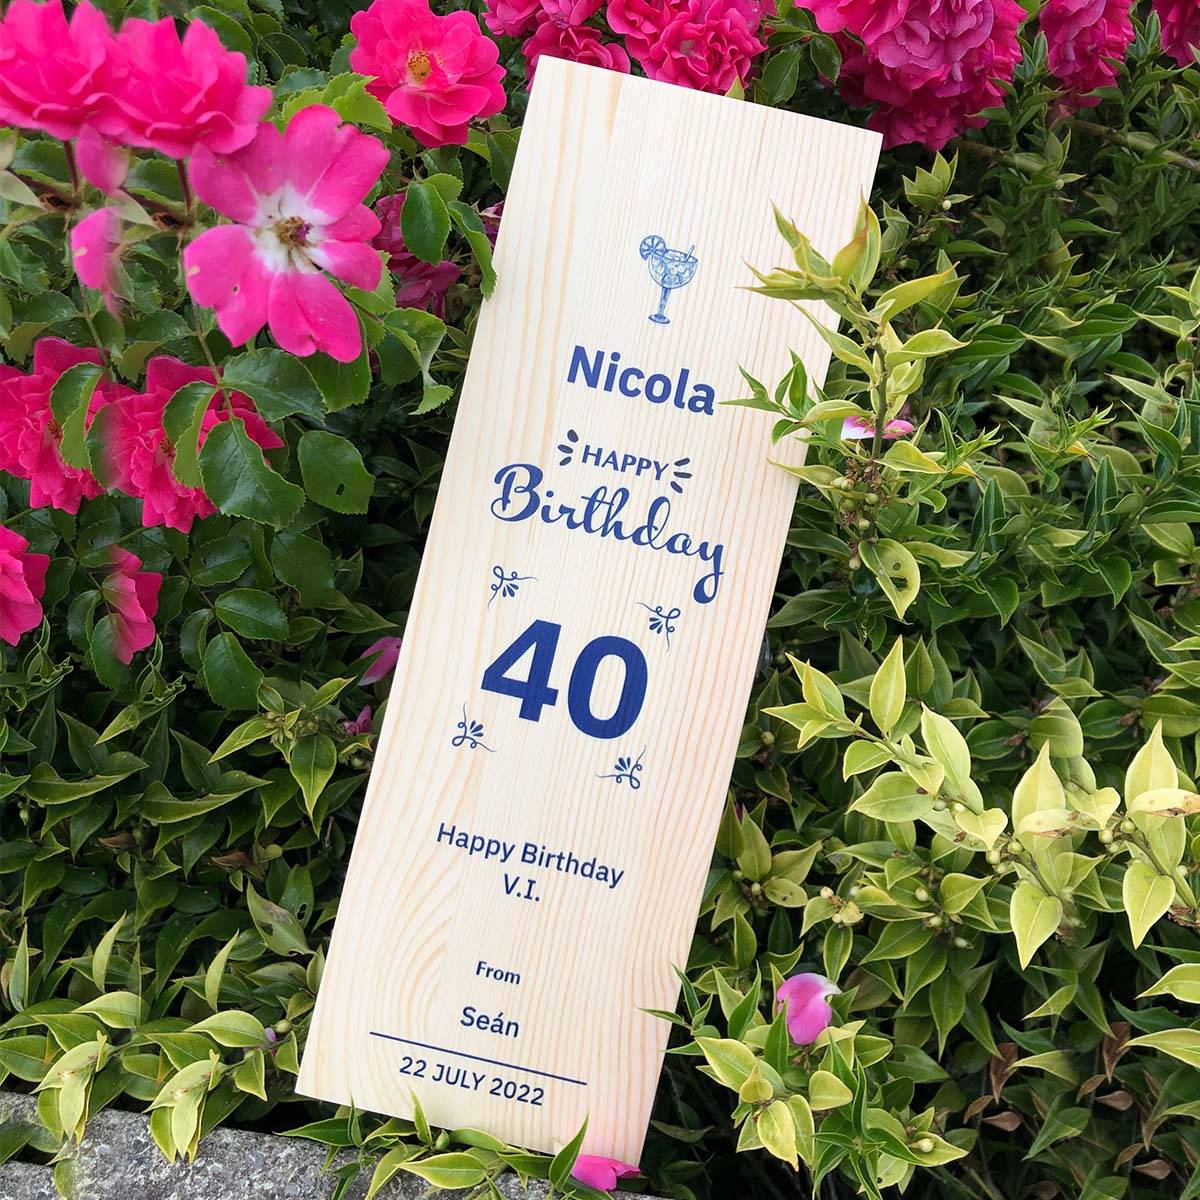 Nicola
HAPPY
Birthday
40
Happy Birthday
V.I.
From
Seán
22 JULY 2022